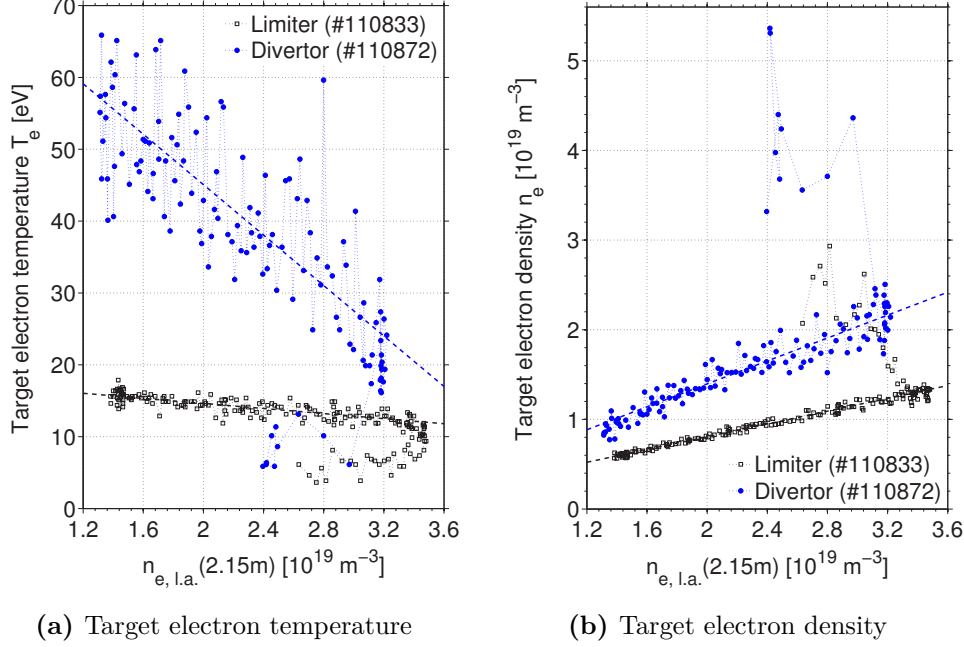 Limiter (#110833)
Divertor (#110872)
Target electron temperature T_e [eV]
70
60
50
40
30
20
10
0
1.2 1.6 2 2.4 2.8 3.2 3.6
n_e, l.a.(2.15m) [10^19 m^−3]
(a) Target electron temperature
Target electron density n_e [10^19 m^−3]
5
4
3
2
1
0
Limiter (#110833)
Divertor (#110872)
1.2 1.6 2 2.4 2.8 3.2 3.6
n_e, l.a.(2.15m) [10^19 m^−3]
(b) Target electron density